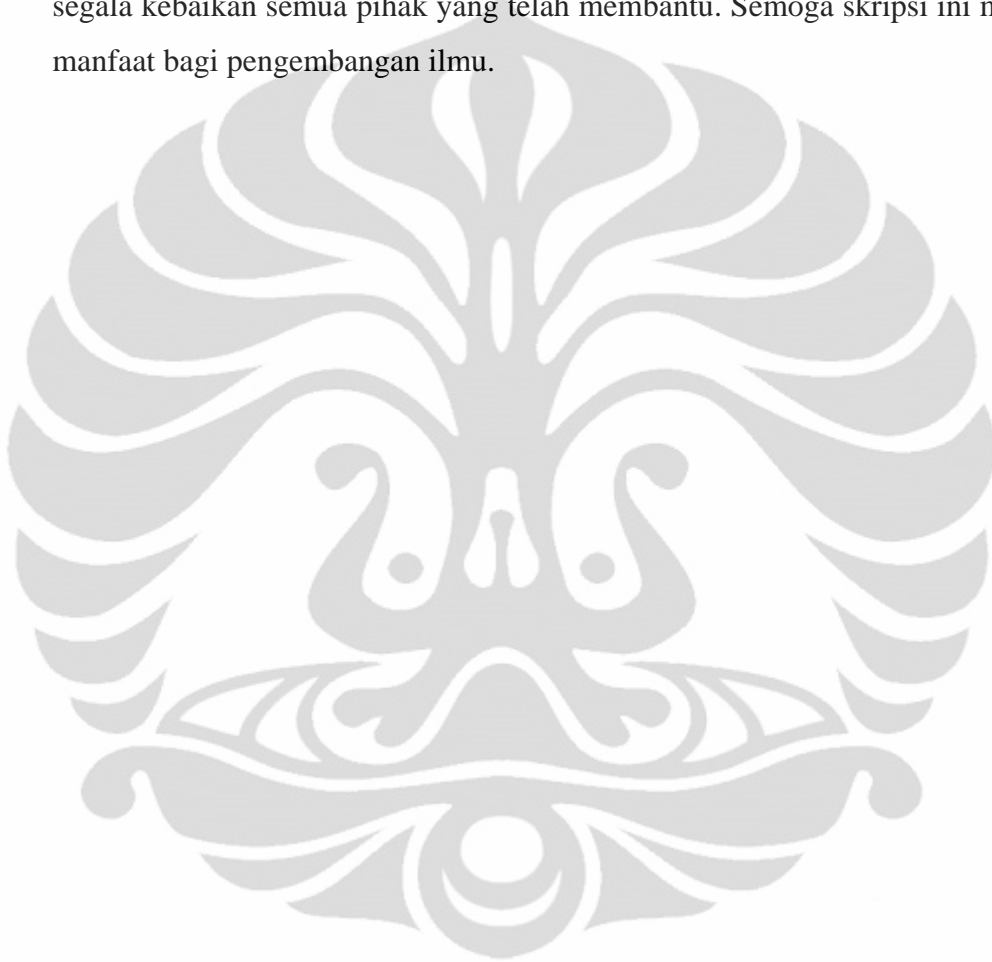 segala kebaikan semua pihak yang telah membantu. Semoga skripsi ini
manfaat bagi pengembangan ilmu.